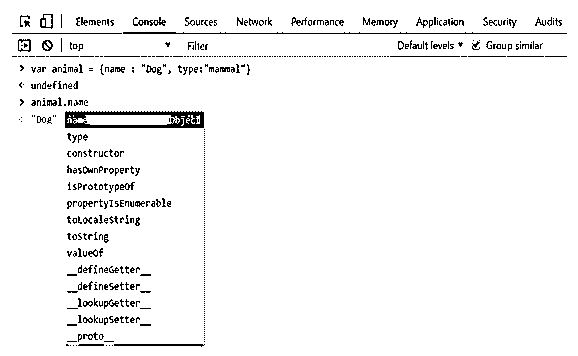 Elements Console Sources Network Performance Memory Application Security Audits
top ▼ Filter Default levels ▼ Group similar
> var animal = {name : "Dog", type:"mammal"}
< undefined
> animal.name
< "Dog" name Object
type
constructor
hasOwnProperty
isPrototypeOf
propertyIsEnumerable
toLocaleString
toString
valueOf
__defineGetter__
__defineSetter__
__lookupGetter__
__lookupSetter__
__proto__